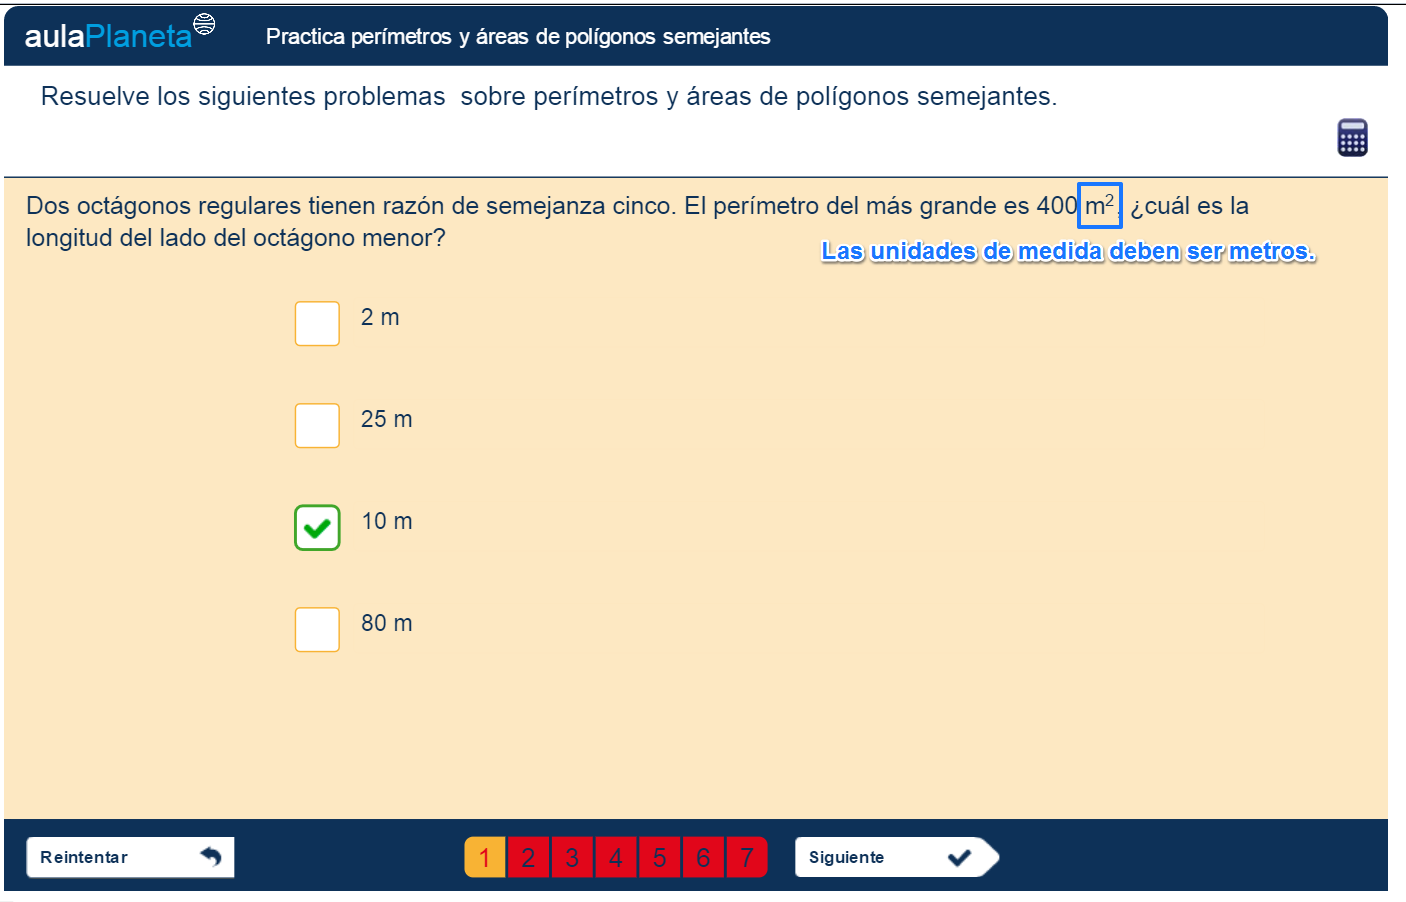 aulaPlaneta
Practica perímetros y áreas de polígonos semejantes
Resuelve los siguientes problemas  sobre perímetros y áreas de polígonos semejantes.
Dos octágonos regulares tienen razón de semejanza cinco. El perímetro del más grande es 400 m², ¿cuál es la
longitud del lado del octágono menor?
Las unidades de medida deben ser metros.
2 m
25 m
10 m
80 m
Reintentar
1 2 3 4 5 6 7
Siguiente